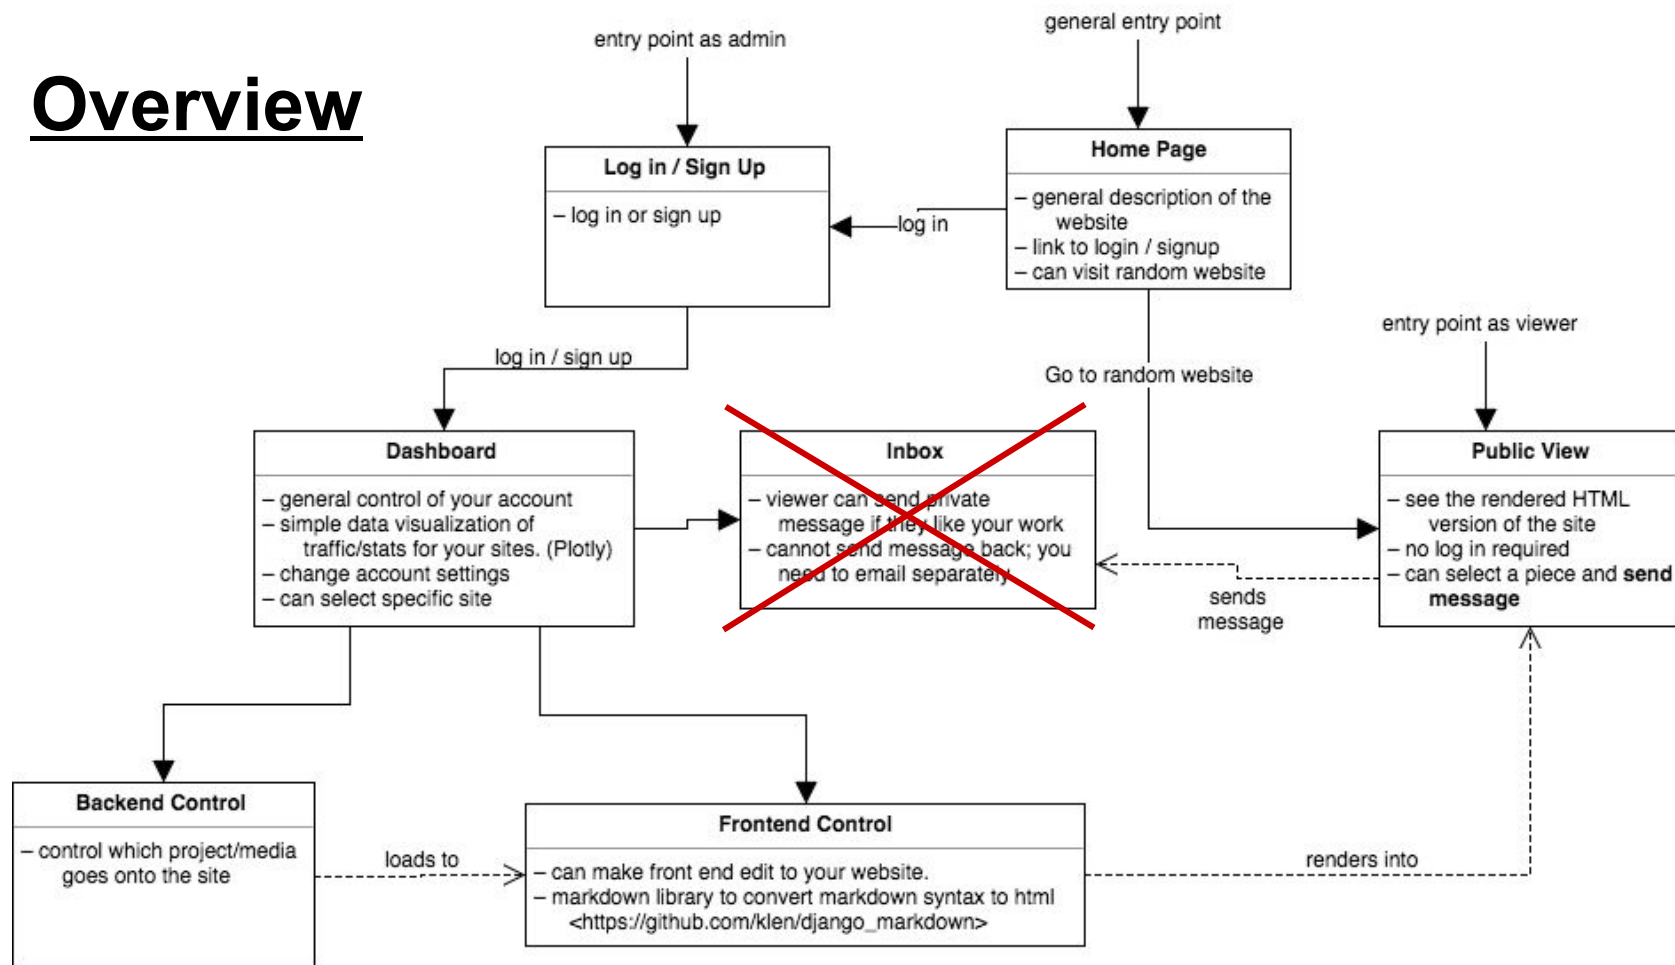 Overview
entry point as admin
general entry point
Log in / Sign Up
– log in or sign up
log in
Home Page
– general description of the
website
– link to login / signup
– can visit random website
entry point as viewer
log in / sign up
Go to random website
Dashboard
– general control of your account
– simple data visualization of
traffic/stats for your sites. (Plotly)
– change account settings
– can select specific site
Inbox
– viewer can send private
message if they like your work
– cannot send message back; you
need to email separately
sends
message
Public View
– see the rendered HTML
version of the site
– no log in required
– can select a piece and send
message
Backend Control
– control which project/media
goes onto the site
loads to
Frontend Control
– can make front end edit to your website.
– markdown library to convert markdown syntax to html
<https://github.com/klen/django_markdown>
renders into